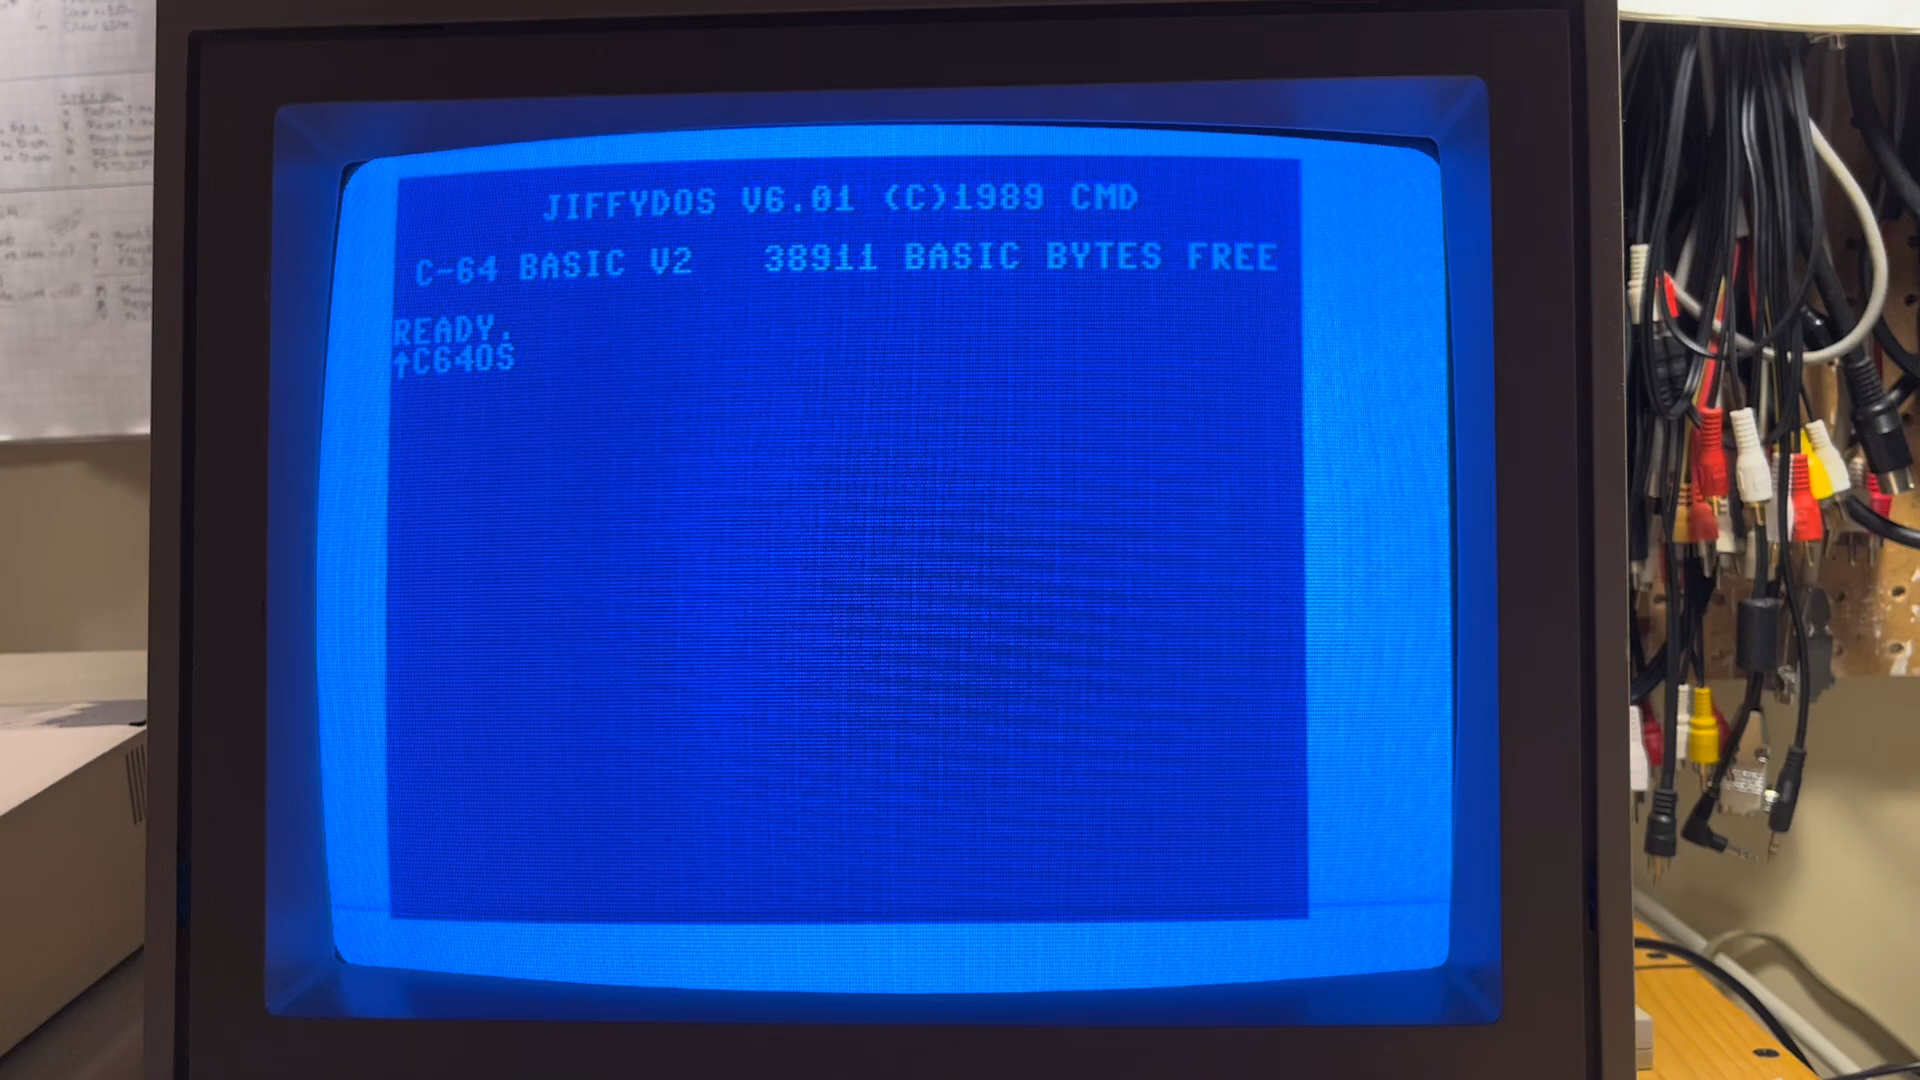 JIFFYDOS V6.01 (C)1989 CMD
C-64 BASIC V2   38911 BASIC BYTES FREE
READY.
↑C64OS